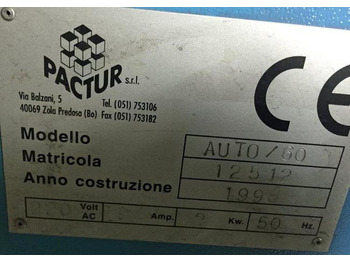 PACTUR s.r.l.
Via Balzani, 5 Tel. (051) 753106
40069 Zola Predosa (Bo) Fax (051) 753182
CE
Modello AUTO/60
Matricola 12512
Anno costruzione
Volt AC Amp. 2 Kw. 50 Hz.